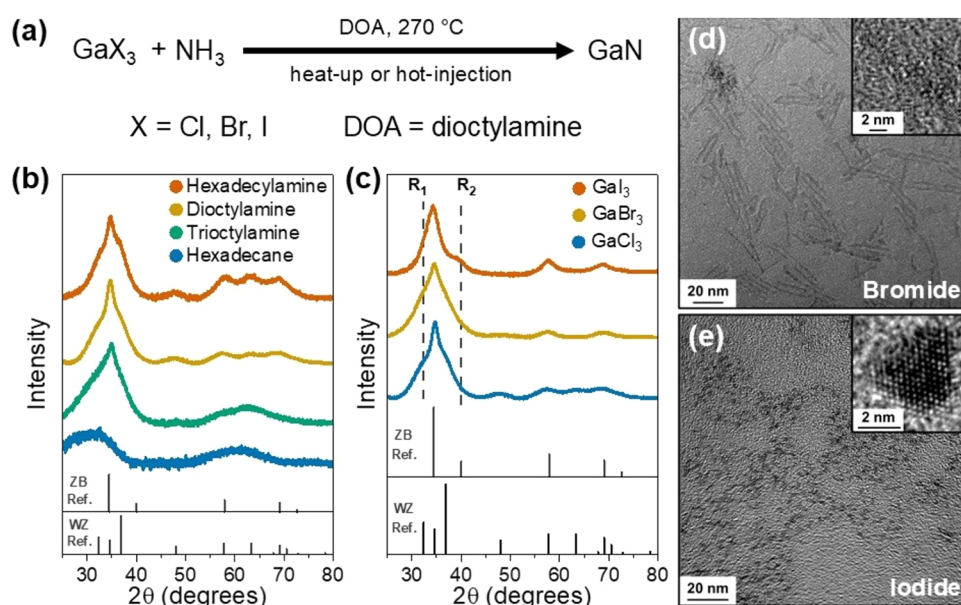 (a)
GaX₃ + NH₃
DOA, 270 °C
heat-up or hot-injection
GaN
X = Cl, Br, I
DOA = dioctylamine
(b)
Hexadecylamine
Dioctylamine
Trioctylamine
Hexadecane
Intensity
ZB
Ref.
WZ
Ref.
30 40 50 60 70 80
2θ (degrees)
(c)
R₁
R₂
GaI₃
GaBr₃
GaCl₃
Intensity
ZB
Ref.
WZ
Ref.
30 40 50 60 70 80
2θ (degrees)
(d)
2 nm
20 nm
Bromide
(e)
2 nm
20 nm
Iodide